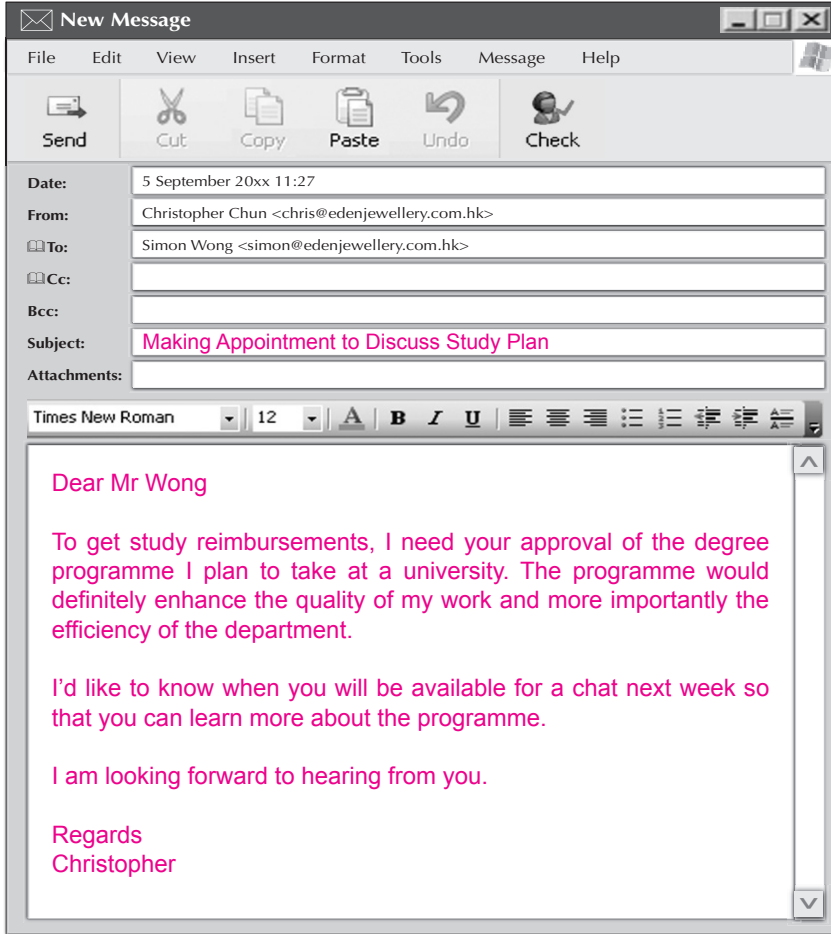 New Message
File Edit View Insert Format Tools Message Help
Send Cut Copy Paste Undo Check
Date: 5 September 20xx 11:27
From: Christopher Chun <chris@edenjewellery.com.hk>
To: Simon Wong <simon@edenjewellery.com.hk>
Cc:
Bcc:
Subject: Making Appointment to Discuss Study Plan
Attachments:
Times New Roman 12 A B I U
Dear Mr Wong
To get study reimbursements, I need your approval of the degree
programme I plan to take at a university. The programme would
definitely enhance the quality of my work and more importantly the
efficiency of the department.
I’d like to know when you will be available for a chat next week so
that you can learn more about the programme.
I am looking forward to hearing from you.
Regards
Christopher